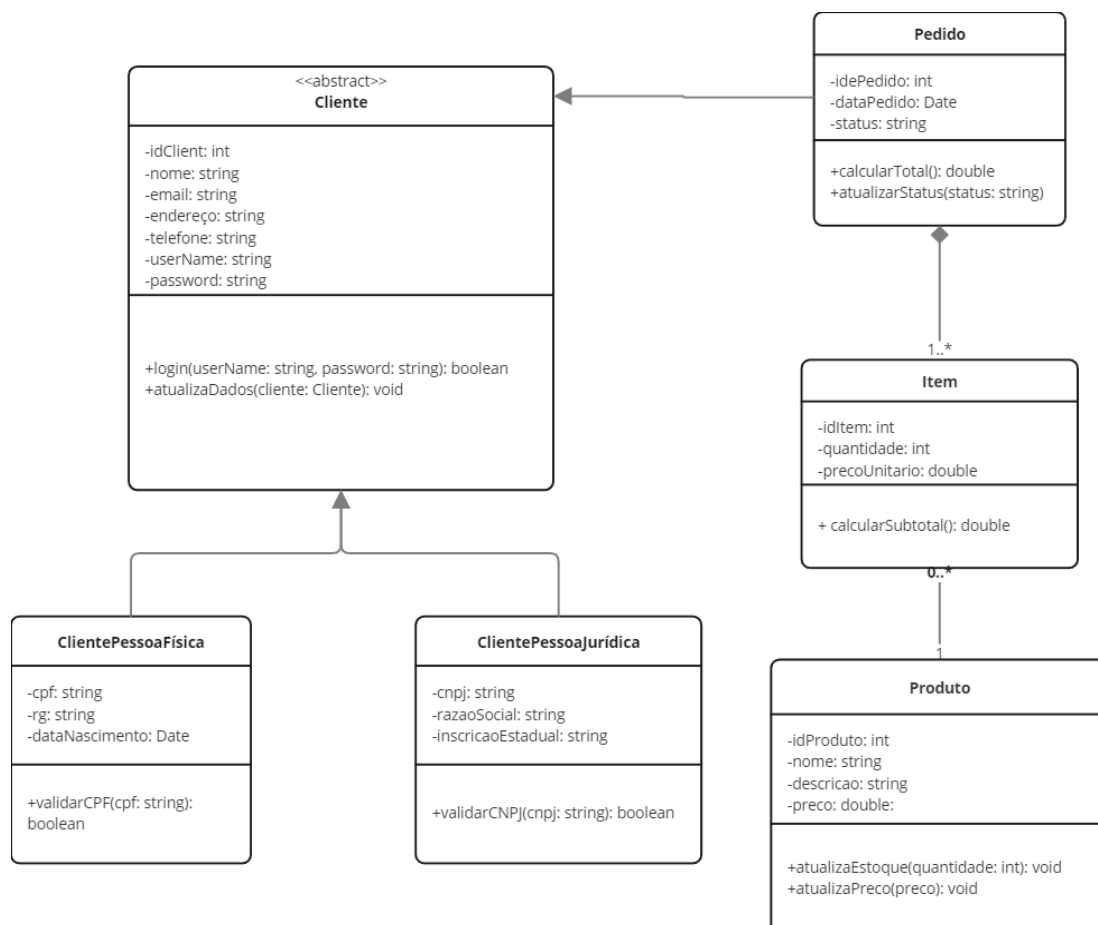 Pedido
-idePedido: int
-dataPedido: Date
-status: string
+calcularTotal(): double
+atualizarStatus(status: string)
<<abstract>>
Cliente
-idClient: int
-nome: string
-email: string
-endereço: string
-telefone: string
-userName: string
-password: string
+login(userName: string, password: string): boolean
+atualizaDados(cliente: Cliente): void
1..*
Item
-idItem: int
-quantidade: int
-precoUnitario: double
+ calcularSubtotal(): double
0..*
1
ClientePessoaFísica
-cpf: string
-rg: string
-dataNascimento: Date
+validarCPF(cpf: string):
boolean
ClientePessoaJurídica
-cnpj: string
-razaoSocial: string
-inscricaoEstadual: string
+validarCNPJ(cnpj: string): boolean
Produto
-idProduto: int
-nome: string
-descricao: string
-preco: double:
+atualizaEstoque(quantidade: int): void
+atualizaPreco(preco): void